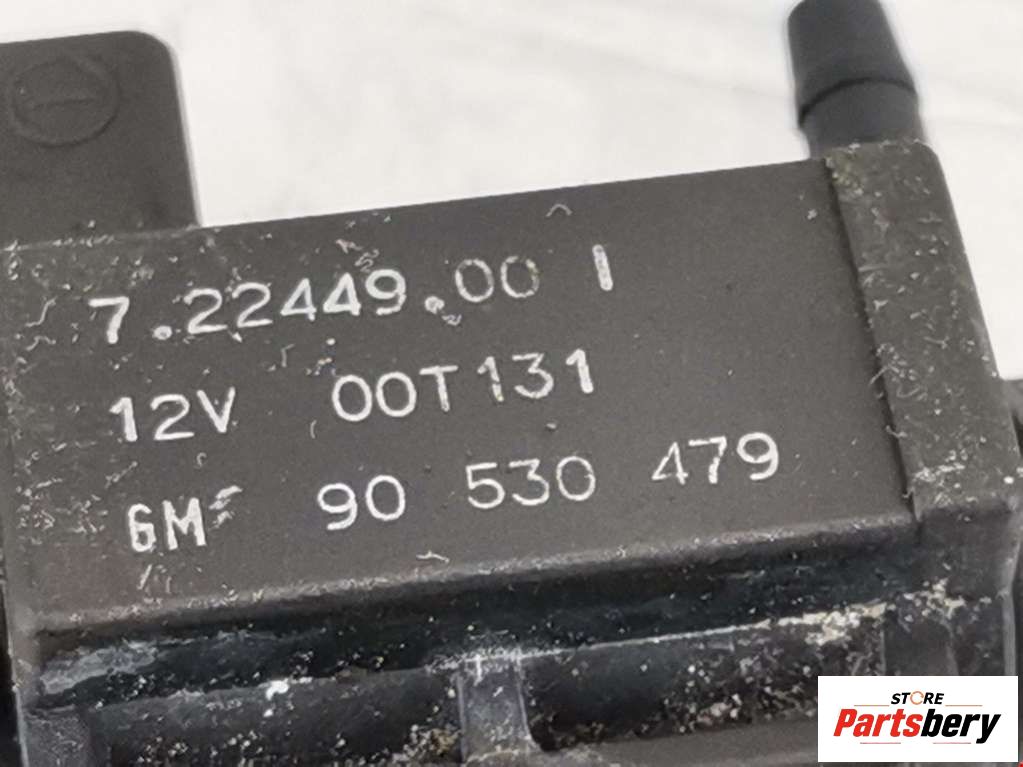 7.22449.00 I
12V 00T131
GM 90 530 479
STORE
Partsbery